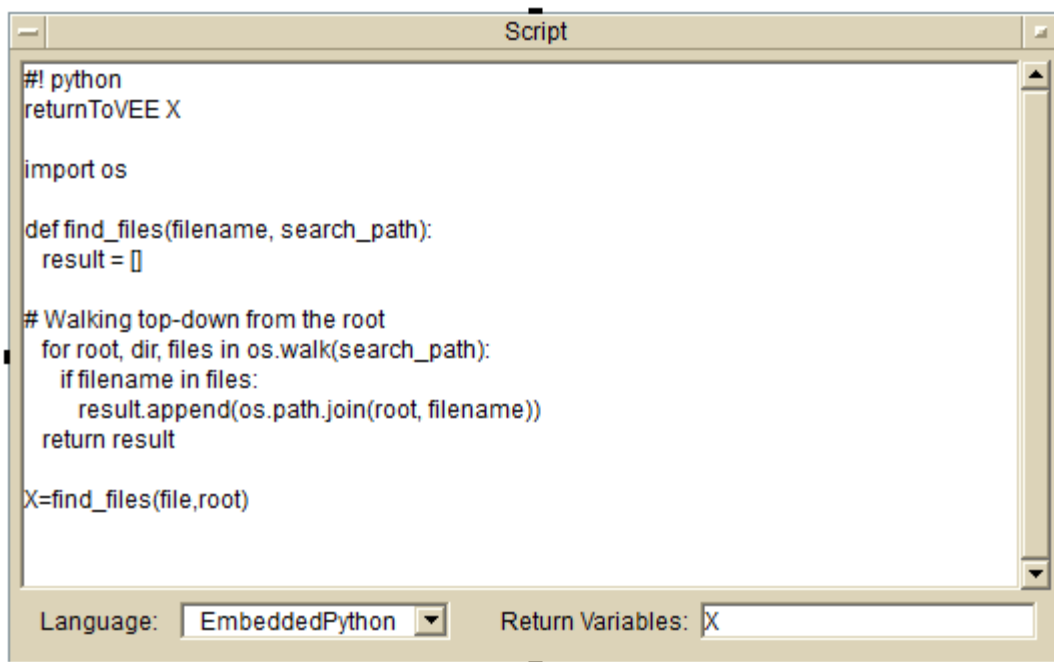 Script
#! python
returnToVEE X
import os
def find_files(filename, search_path):
result = []
# Walking top-down from the root
for root, dir, files in os.walk(search_path):
if filename in files:
result.append(os.path.join(root, filename))
return result
X=find_files(file,root)
Language: EmbeddedPython Return Variables: X